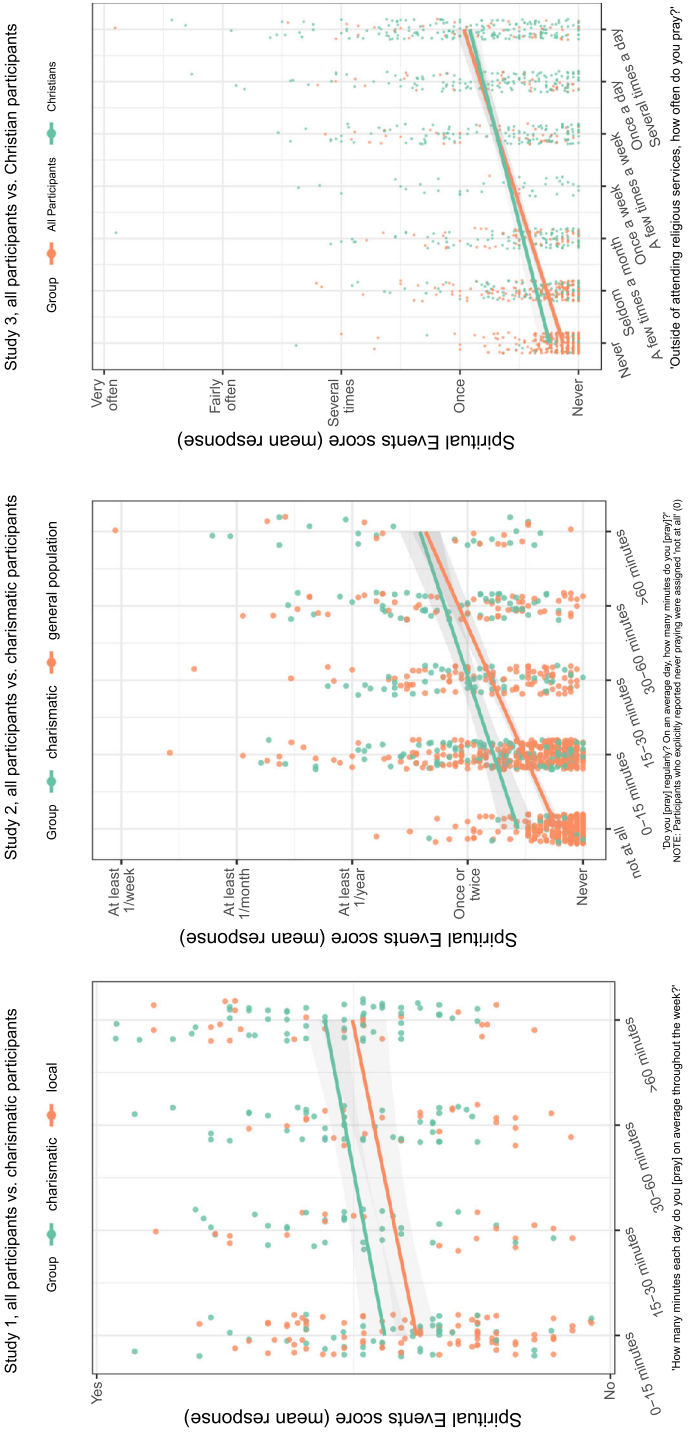 Study 1, all participants vs. charismatic participants
Group charismatic local
Spiritual Events score (mean response)
Yes
No
0–15 minutes
15–30 minutes
30–60 minutes
>60 minutes
'How many minutes each day do you [pray] on average throughout the week?'
Study 2, all participants vs. charismatic participants
Group charismatic general population
Spiritual Events score (mean response)
At least
1/week
At least
1/month
At least
1/year
Once or
twice
Never
not at all
0–15 minutes
15–30 minutes
30–60 minutes
>60 minutes
'Do you [pray] regularly? On an average day, how many minutes do you [pray]?'
NOTE: Participants who explicitly reported never praying were assigned 'not at all' (0)
Study 3, all participants vs. Christian participants
Group All Participants Christians
Spiritual Events score (mean response)
Very
often
Fairly
often
Several
times
Once
Never
Never
Seldom
A few times a month
Once a week
A few times a week
Once a day
Several times a day
'Outside of attending religious services, how often do you pray?'